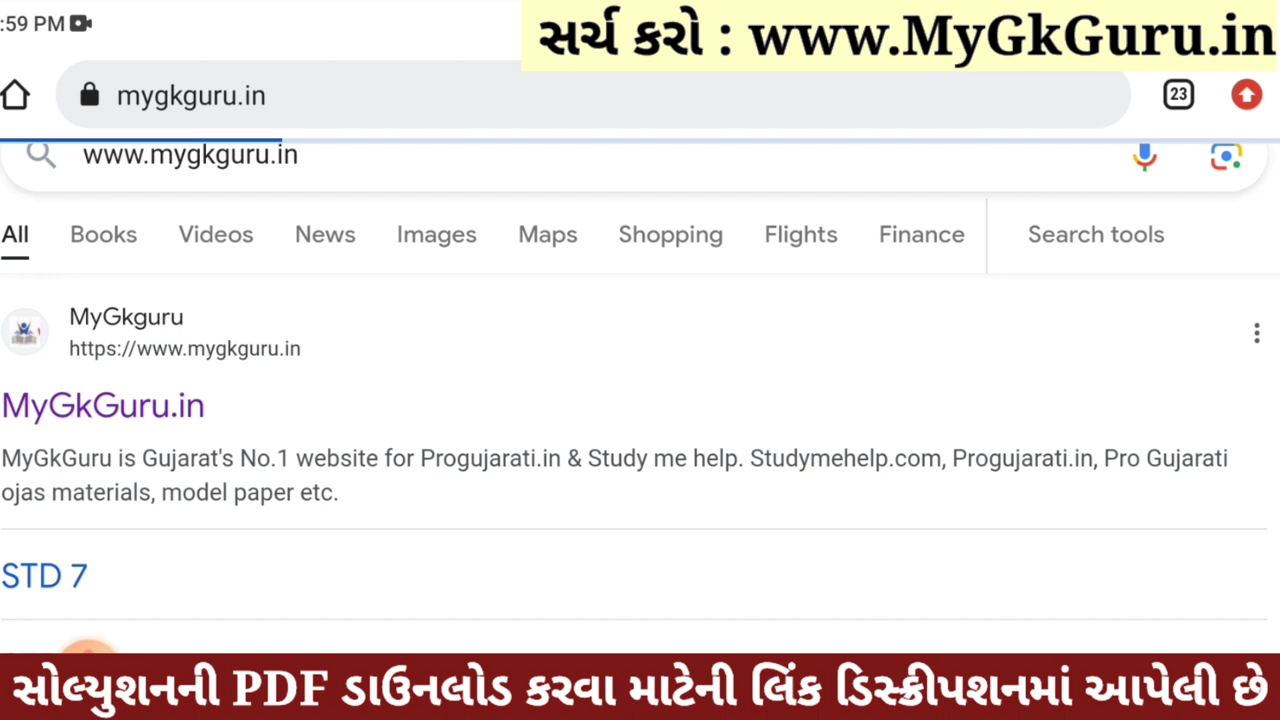 :59 PM
સર્ચ કરો : www.MyGkGuru.in
mygkguru.in
23
www.mygkguru.in
All Books Videos News Images Maps Shopping Flights Finance Search tools
MyGkguru
https://www.mygkguru.in
MyGkGuru.in
MyGkGuru is Gujarat's No.1 website for Progujarati.in & Study me help. Studymehelp.com, Progujarati.in, Pro Gujarati
ojas materials, model paper etc.
STD 7
સોલ્યુશનની PDF ડાઉનલોડ કરવા માટેની લિંક ડિસ્ક્રીપશનમાં આપેલી છે